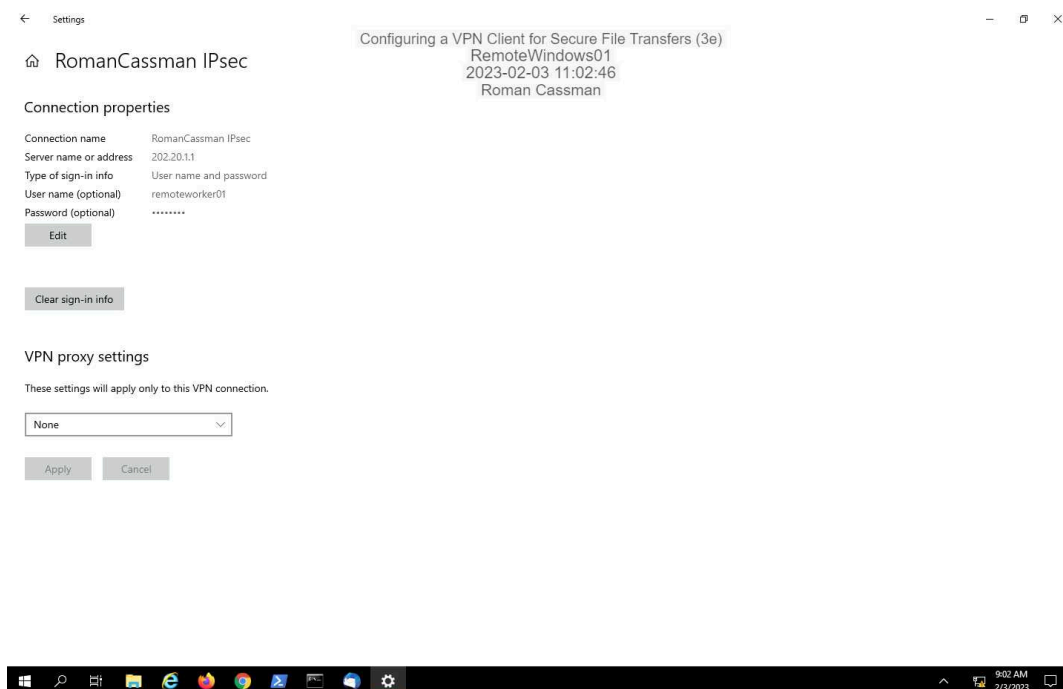 Settings
Configuring a VPN Client for Secure File Transfers (3e)
RemoteWindows01
2023-02-03 11:02:46
Roman Cassman
RomanCassman IPsec
Connection properties
Connection name RomanCassman IPsec
Server name or address 202.20.1.1
Type of sign-in info User name and password
User name (optional) remoteworker01
Password (optional) ••••••••
Edit
Clear sign-in info
VPN proxy settings
These settings will apply only to this VPN connection.
None
Apply Cancel
9:02 AM
2/3/2023